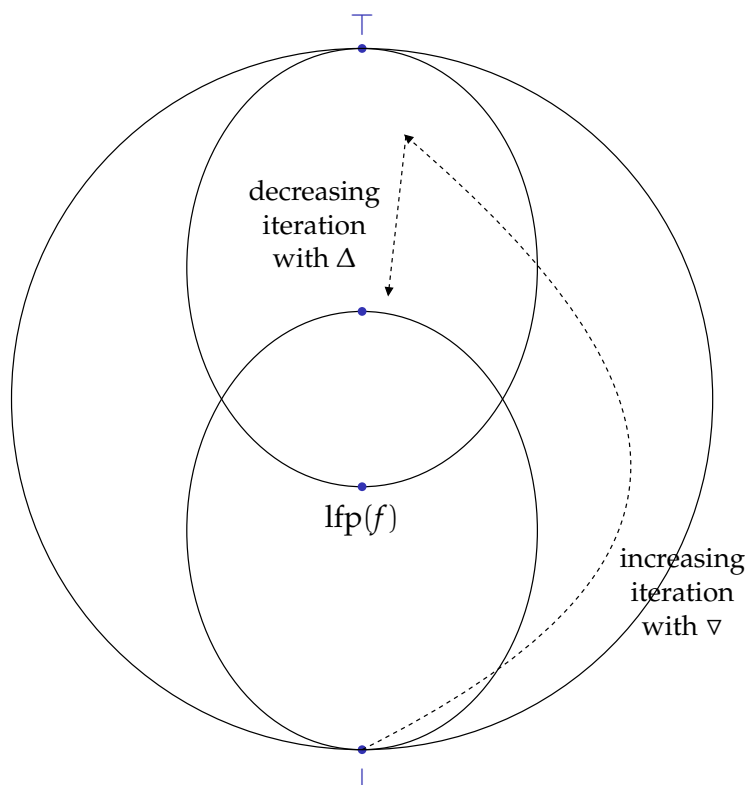 ⊤
decreasing
iteration
with Δ
lfp(f)
increasing
iteration
with ▽